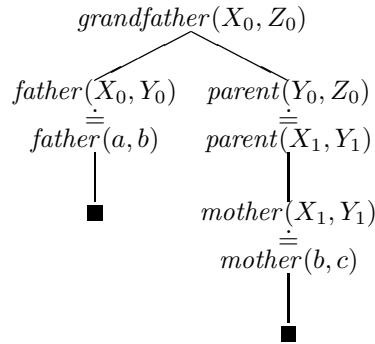 grandfather(X₀, Z₀)
father(X₀, Y₀) parent(Y₀, Z₀)
≐ ≐
father(a, b) parent(X₁, Y₁)
mother(X₁, Y₁)
≐
mother(b, c)